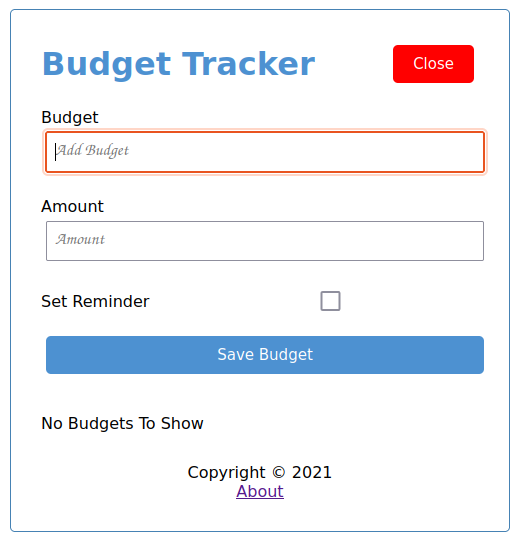 Budget Tracker
Close
Budget
Add Budget
Amount
Amount
Set Reminder
Save Budget
No Budgets To Show
Copyright © 2021
About